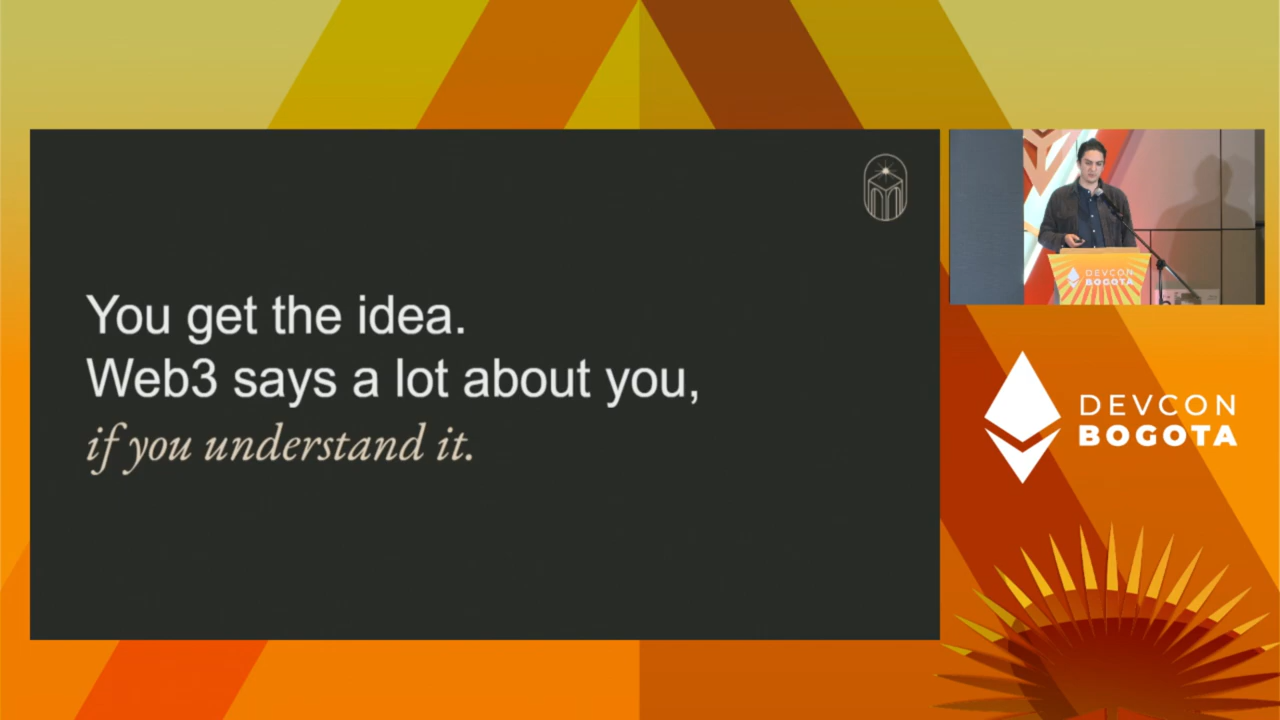 You get the idea.
Web3 says a lot about you,
if you understand it.
DEVCON
BOGOTA
DEVCON
BOGOTA